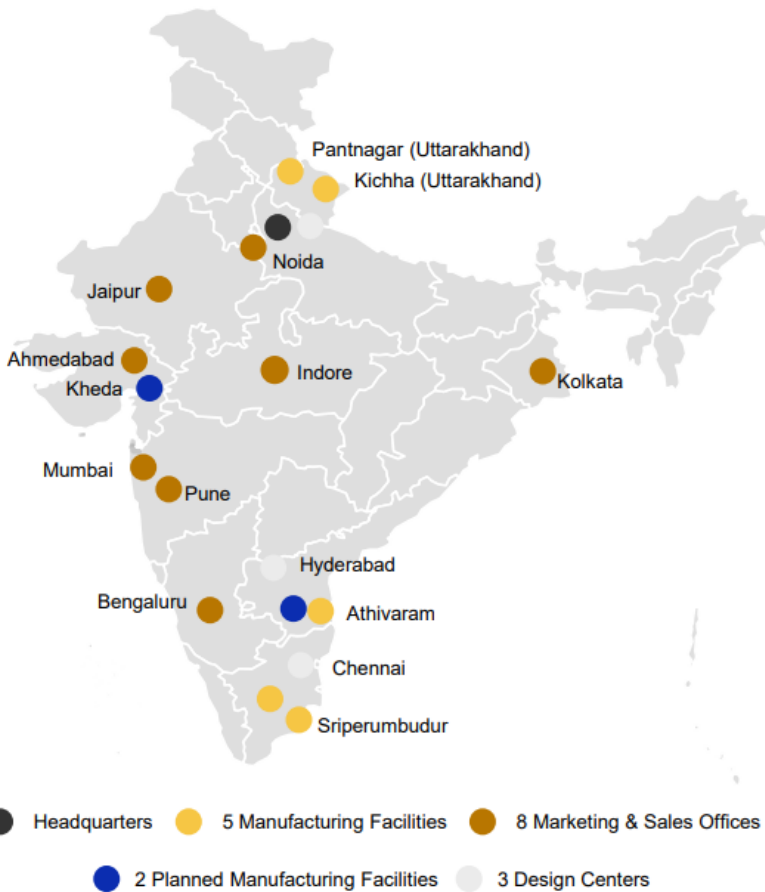 Pantnagar (Uttarakhand)
Kichha (Uttarakhand)
Noida
Jaipur
Ahmedabad
Kheda
Indore
Kolkata
Mumbai
Pune
Hyderabad
Bengaluru
Athivaram
Chennai
Sriperumbudur
Headquarters 5 Manufacturing Facilities 8 Marketing & Sales Offices
2 Planned Manufacturing Facilities 3 Design Centers